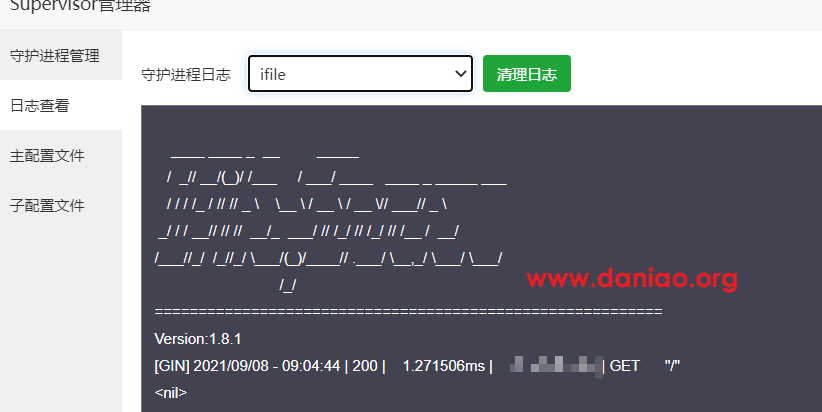 Supervisor管理器
守护进程管理
日志查看
主配置文件
子配置文件
守护进程日志
ifile
清理日志
www.daniao.org
Version:1.8.1
[GIN] 2021/09/08 - 09:04:44 | 200 | 1.271506ms | | GET "/"
<nil>